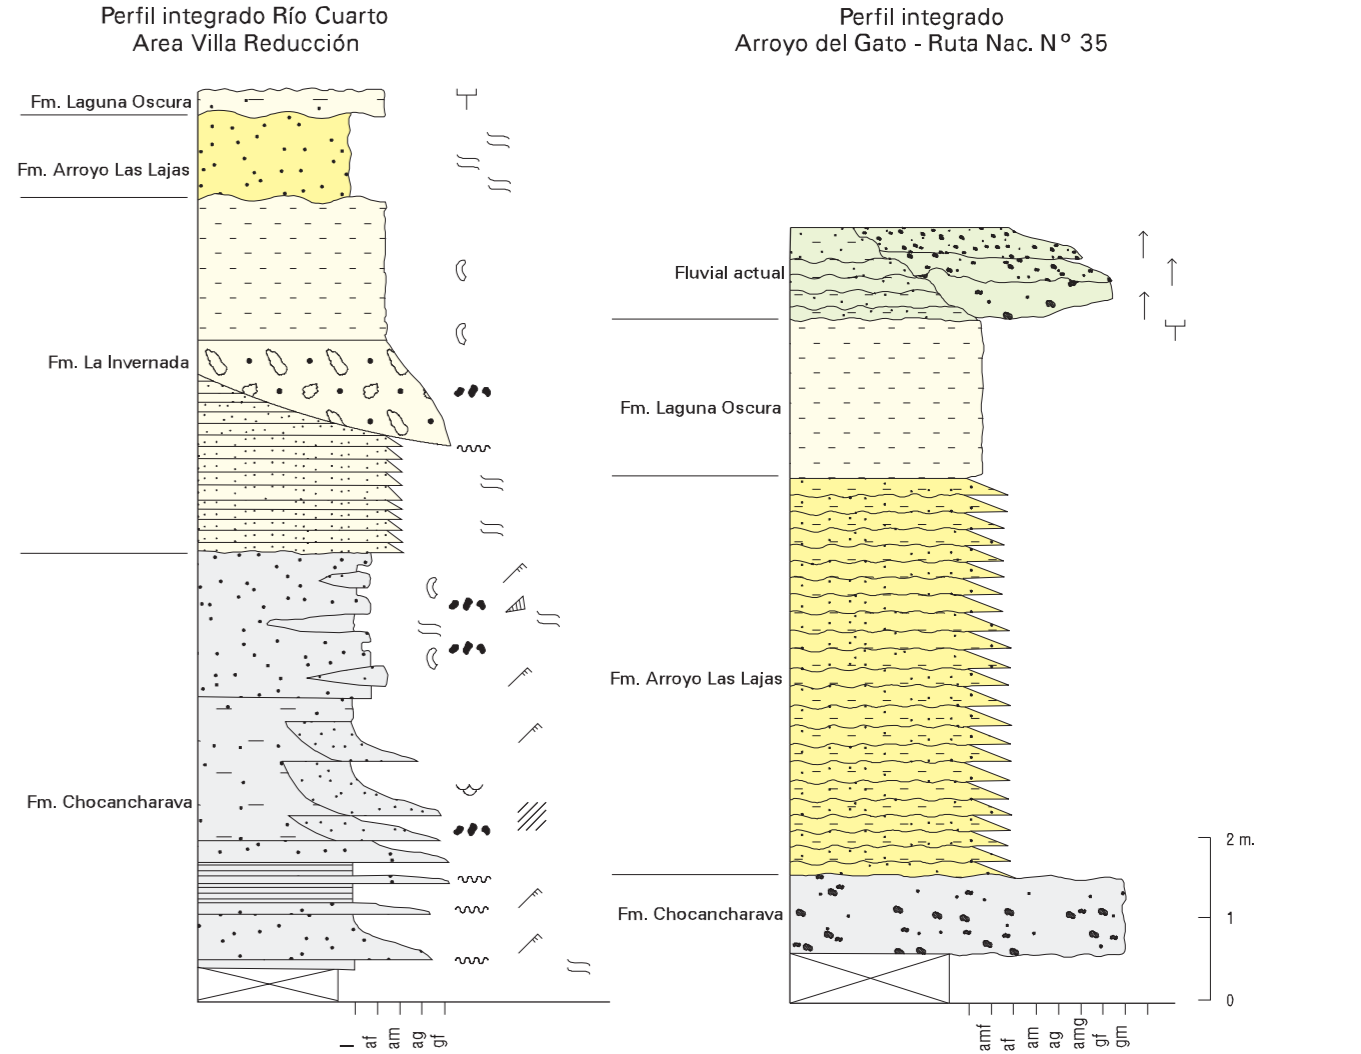 Perfil integrado Río Cuarto
Area Villa Reducción
Fm. Laguna Oscura
Fm. Arroyo Las Lajas
Fm. La Invernada
Fm. Chocancharava
l
af
am
ag
gf
Perfil integrado
Arroyo del Gato - Ruta Nac. Nº 35
Fluvial actual
Fm. Laguna Oscura
Fm. Arroyo Las Lajas
Fm. Chocancharava
2 m.
1
0
amf
af
am
ag
amg
gf
gm